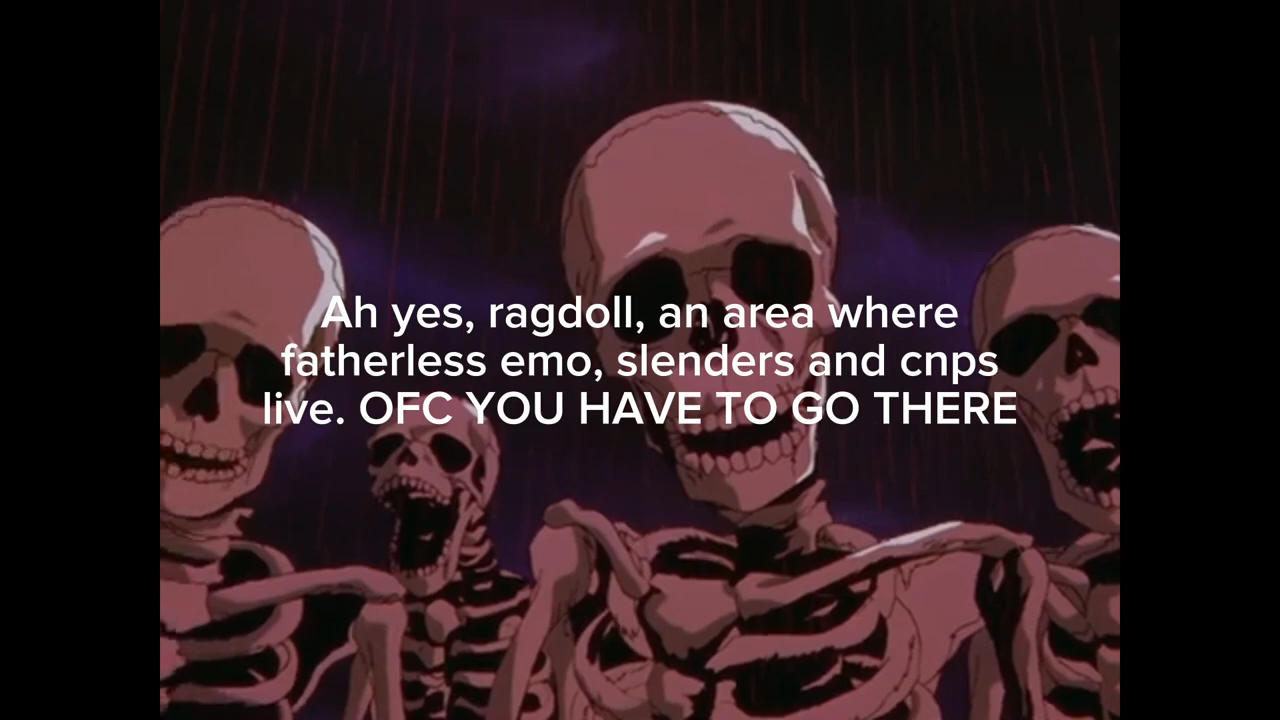 Ah yes, ragdoll, an area where
fatherless emo, slenders and cnps
live. OFC YOU HAVE TO GO THERE